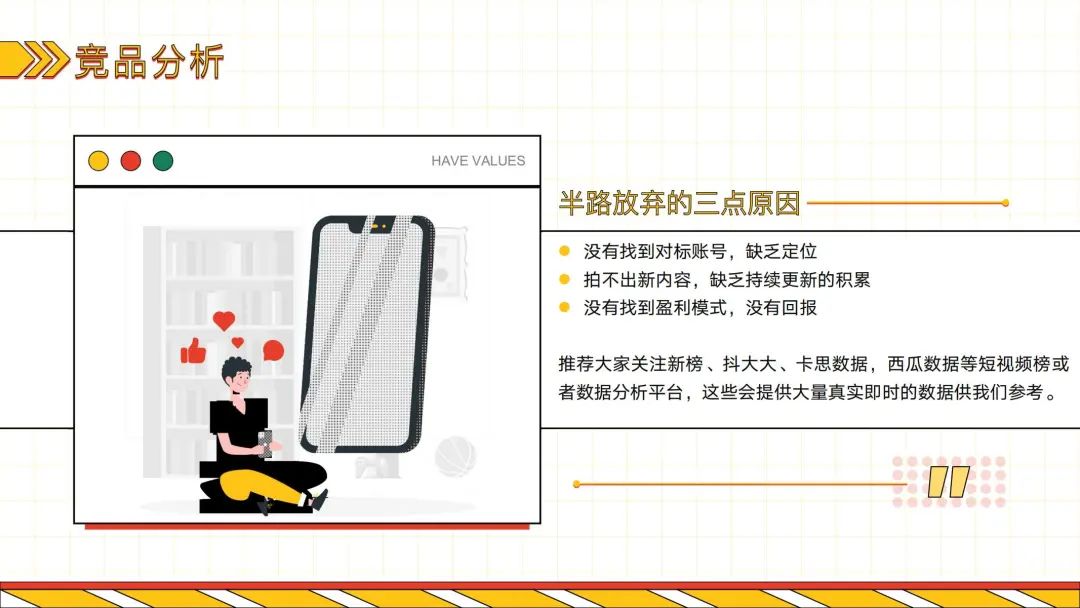 竞品分析
HAVE VALUES
半路放弃的三点原因
没有找到对标账号，缺乏定位
拍不出新内容，缺乏持续更新的积累
没有找到盈利模式，没有回报
推荐大家关注新榜、抖大大、卡思数据，西瓜数据等短视频榜或
者数据分析平台，这些会提供大量真实即时的数据供我们参考。